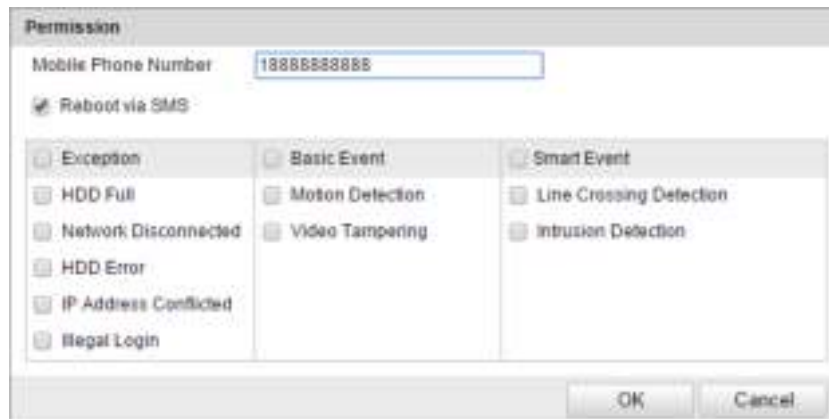 Permission
Mobile Phone Number 18888888888
Reboot via SMS
Exception Basic Event Smart Event
HDD Full Motion Detection Line Crossing Detection
Network Disconnected Video Tampering Intrusion Detection
HDD Error
IP Address Conflicted
Illegal Login
OK Cancel